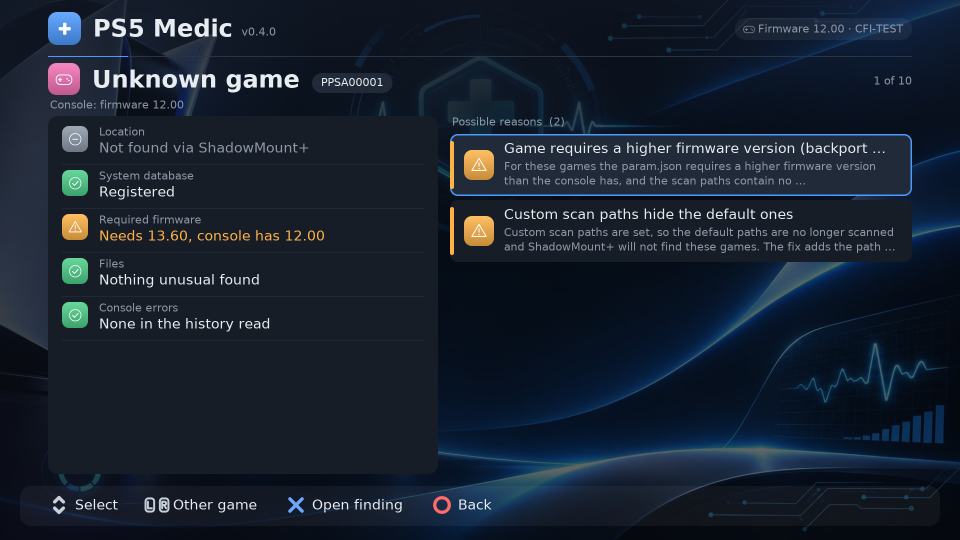 PS5 Medic v0.4.0
Firmware 12.00 · CFI-TEST
Unknown game PPSA00001
1 of 10
Console: firmware 12.00
Location
Not found via ShadowMount+
System database
Registered
Required firmware
Needs 13.60, console has 12.00
Files
Nothing unusual found
Console errors
None in the history read
Possible reasons (2)
Game requires a higher firmware version (backport ...
For these games the param.json requires a higher firmware version
than the console has, and the scan paths contain no ...
Custom scan paths hide the default ones
Custom scan paths are set, so the default paths are no longer scanned
and ShadowMount+ will not find these games. The fix adds the path ...
Select L R Other game Open finding Back